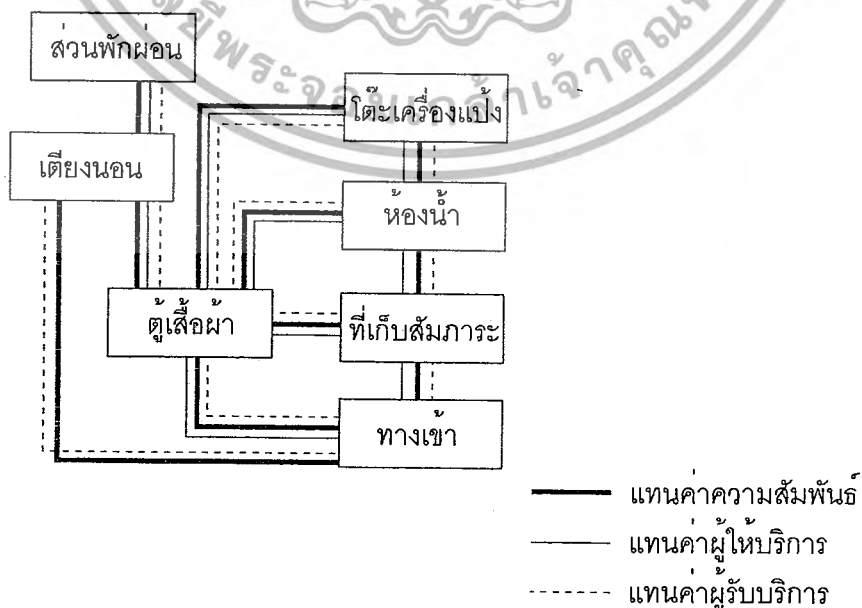 ส่วนพักผ่อน
โต๊ะเครื่องแป้ง
เตียงนอน
ห้องน้ำ
ตู้เสื้อผ้า
ที่เก็บสัมภาระ
ทางเข้า
แทนค่าความสัมพันธ์
แทนค่าผู้ให้บริการ
แทนค่าผู้รับบริการ